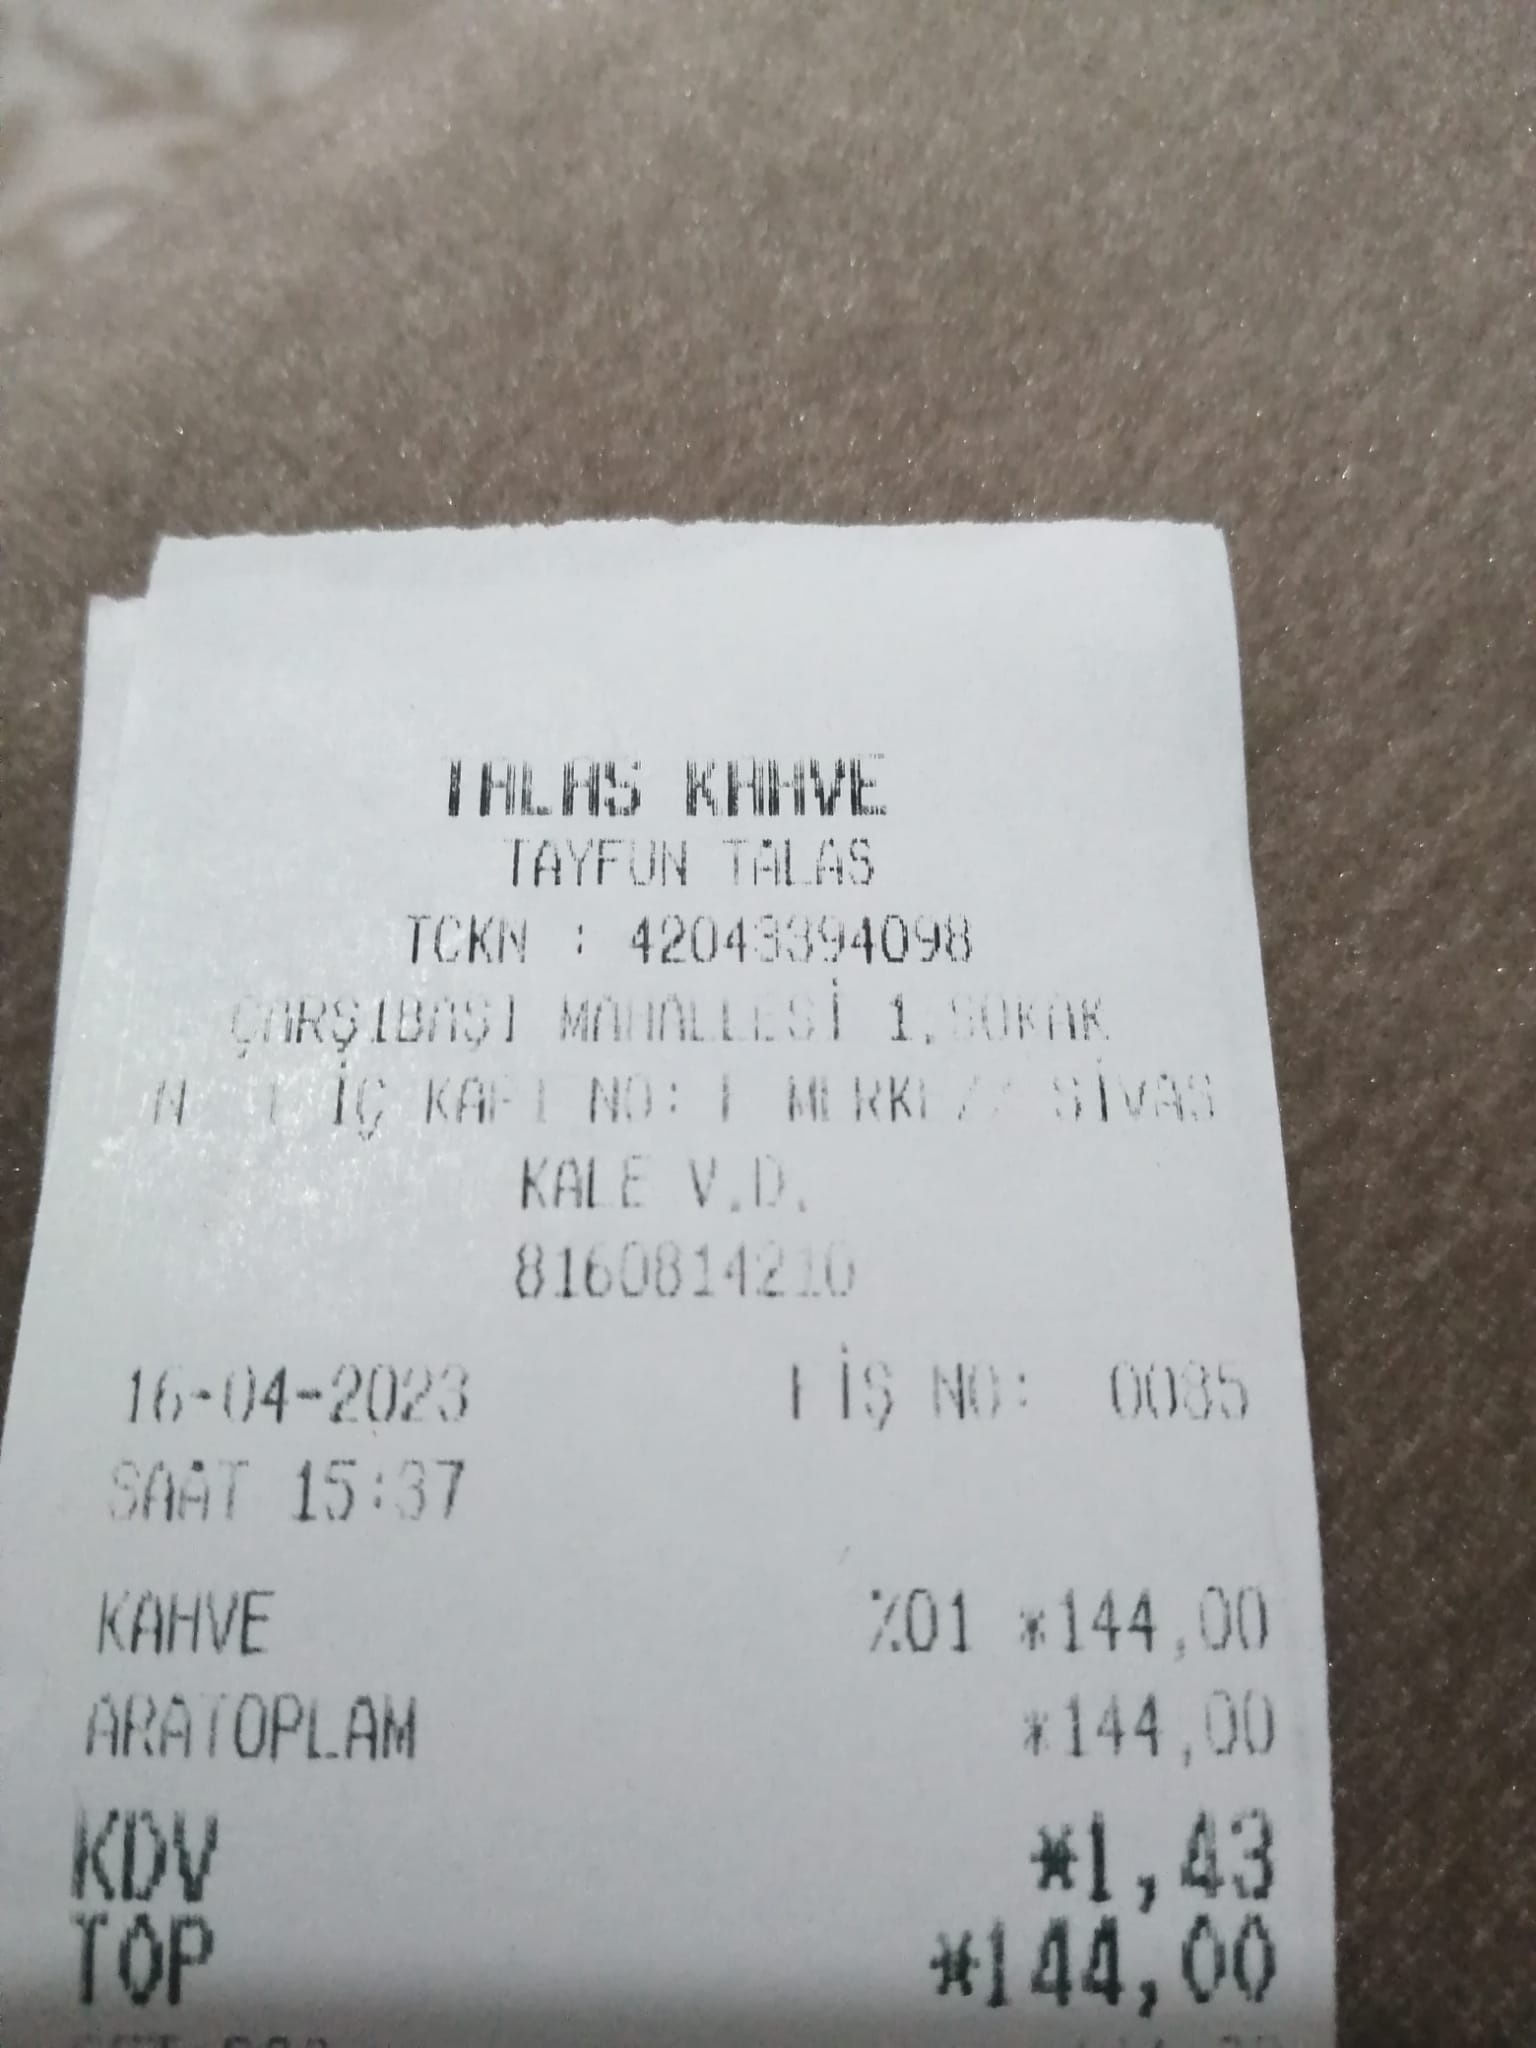 TALAS KAHVE
TAYFUN TALAS
TCKN : 42043394098
ÇARŞIBAŞI MAHALLESİ 1.SOKAK
İÇ KAPI NO: MERKEZ SİVAS
KALE V.D.
8160814210
16-04-2023 FİŞ NO: 0085
SAAT 15:37
KAHVE %01 *144,00
ARATOPLAM *144,00
KDV *1,43
TOP *144,00